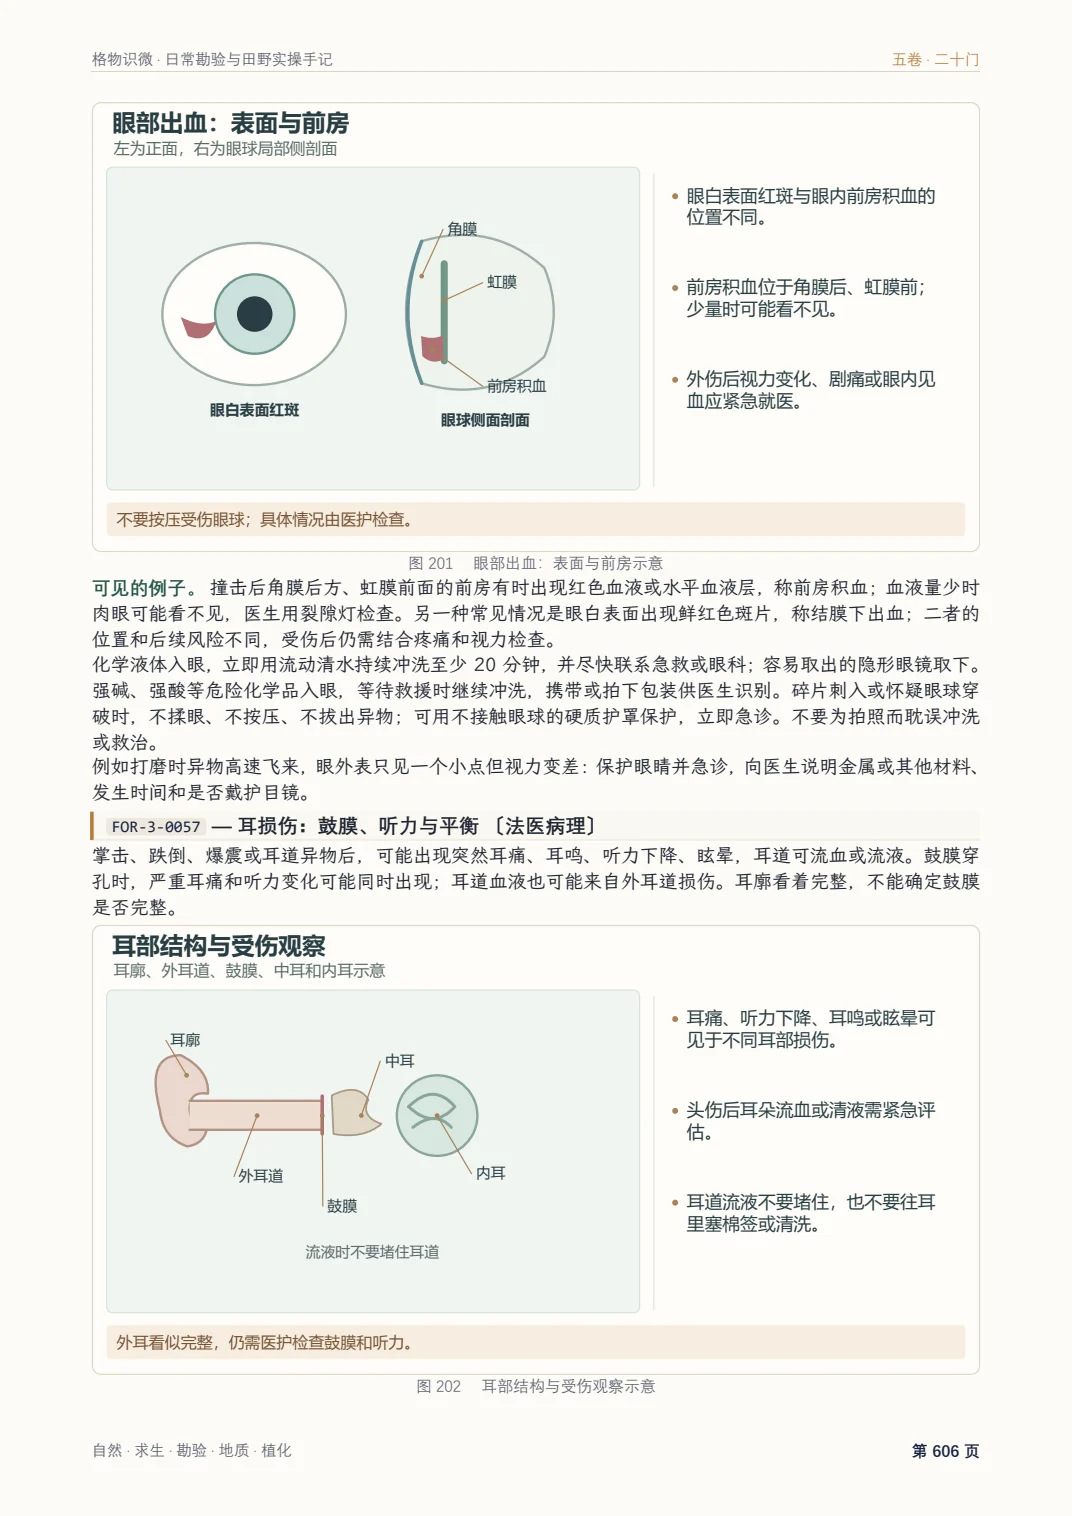 格物识微 · 日常勘验与田野实操手记
五卷 · 二十门
眼部出血：表面与前房
左为正面，右为眼球局部侧剖面
角膜
虹膜
前房积血
眼白表面红斑
眼球侧面剖面
• 眼白表面红斑与眼内前房积血的
位置不同。
• 前房积血位于角膜后、虹膜前；
少量时可能看不见。
• 外伤后视力变化、剧痛或眼内见
血应紧急就医。
不要按压受伤眼球；具体情况由医护检查。
图 201 眼部出血：表面与前房示意
可见的例子。 撞击后角膜后方、虹膜前面的前房有时出现红色血液或水平血液层，称前房积血；血液量少时
肉眼可能看不见，医生用裂隙灯检查。另一种常见情况是眼白表面出现鲜红色斑片，称结膜下出血；二者的
位置和后续风险不同，受伤后仍需结合疼痛和视力检查。
化学液体入眼，立即用流动清水持续冲洗至少 20 分钟，并尽快联系急救或眼科；容易取出的隐形眼镜取下。
强碱、强酸等危险化学品入眼，等待救援时继续冲洗，携带或拍下包装供医生识别。碎片刺入或怀疑眼球穿
破时，不揉眼、不按压、不拔出异物；可用不接触眼球的硬质护罩保护，立即急诊。不要为拍照而耽误冲洗
或救治。
例如打磨时异物高速飞来，眼外表只见一个小点但视力变差：保护眼睛并急诊，向医生说明金属或其他材料、
发生时间和是否戴护目镜。
FOR-3-0057 — 耳损伤：鼓膜、听力与平衡 〔法医病理〕
掌击、跌倒、爆震或耳道异物后，可能出现突然耳痛、耳鸣、听力下降、眩晕，耳道可流血或流液。鼓膜穿
孔时，严重耳痛和听力变化可能同时出现；耳道血液也可能来自外耳道损伤。耳廓看着完整，不能确定鼓膜
是否完整。
耳部结构与受伤观察
耳廓、外耳道、鼓膜、中耳和内耳示意
耳廓
中耳
外耳道
内耳
鼓膜
流液时不要堵住耳道
• 耳痛、听力下降、耳鸣或眩晕可
见于不同耳部损伤。
• 头伤后耳朵流血或清液需紧急评
估。
• 耳道流液不要堵住，也不要往耳
里塞棉签或清洗。
外耳看似完整，仍需医护检查鼓膜和听力。
图 202 耳部结构与受伤观察示意
自然 · 求生 · 勘验 · 地质 · 植化
第 606 页